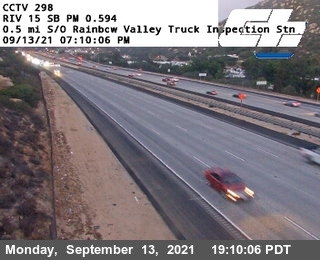 CCTV 298
RIV 15 SB PM 0.594
0.5 mi S/O Rainbow Valley Truck Inspection Stn
09/13/21 07:10:06 PM
Monday, September 13, 2021 19:10:06 PDT